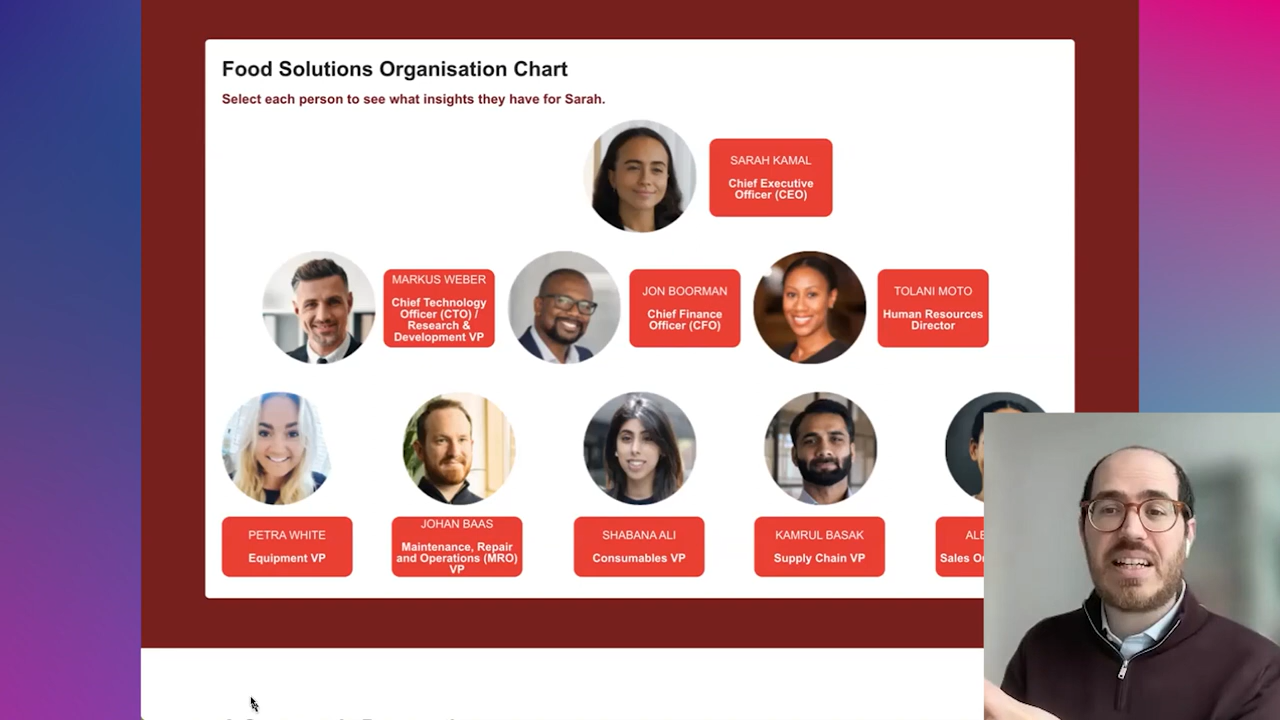 Food Solutions Organisation Chart
Select each person to see what insights they have for Sarah.
SARAH KAMAL
Chief Executive
Officer (CEO)
MARKUS WEBER
Chief Technology
Officer (CTO) /
Research &
Development VP
JON BOORMAN
Chief Finance
Officer (CFO)
TOLANI MOTO
Human Resources
Director
PETRA WHITE
Equipment VP
JOHAN BAAS
Maintenance, Repair
and Operations (MRO)
VP
SHABANA ALI
Consumables VP
KAMRUL BASAK
Supply Chain VP
Sales